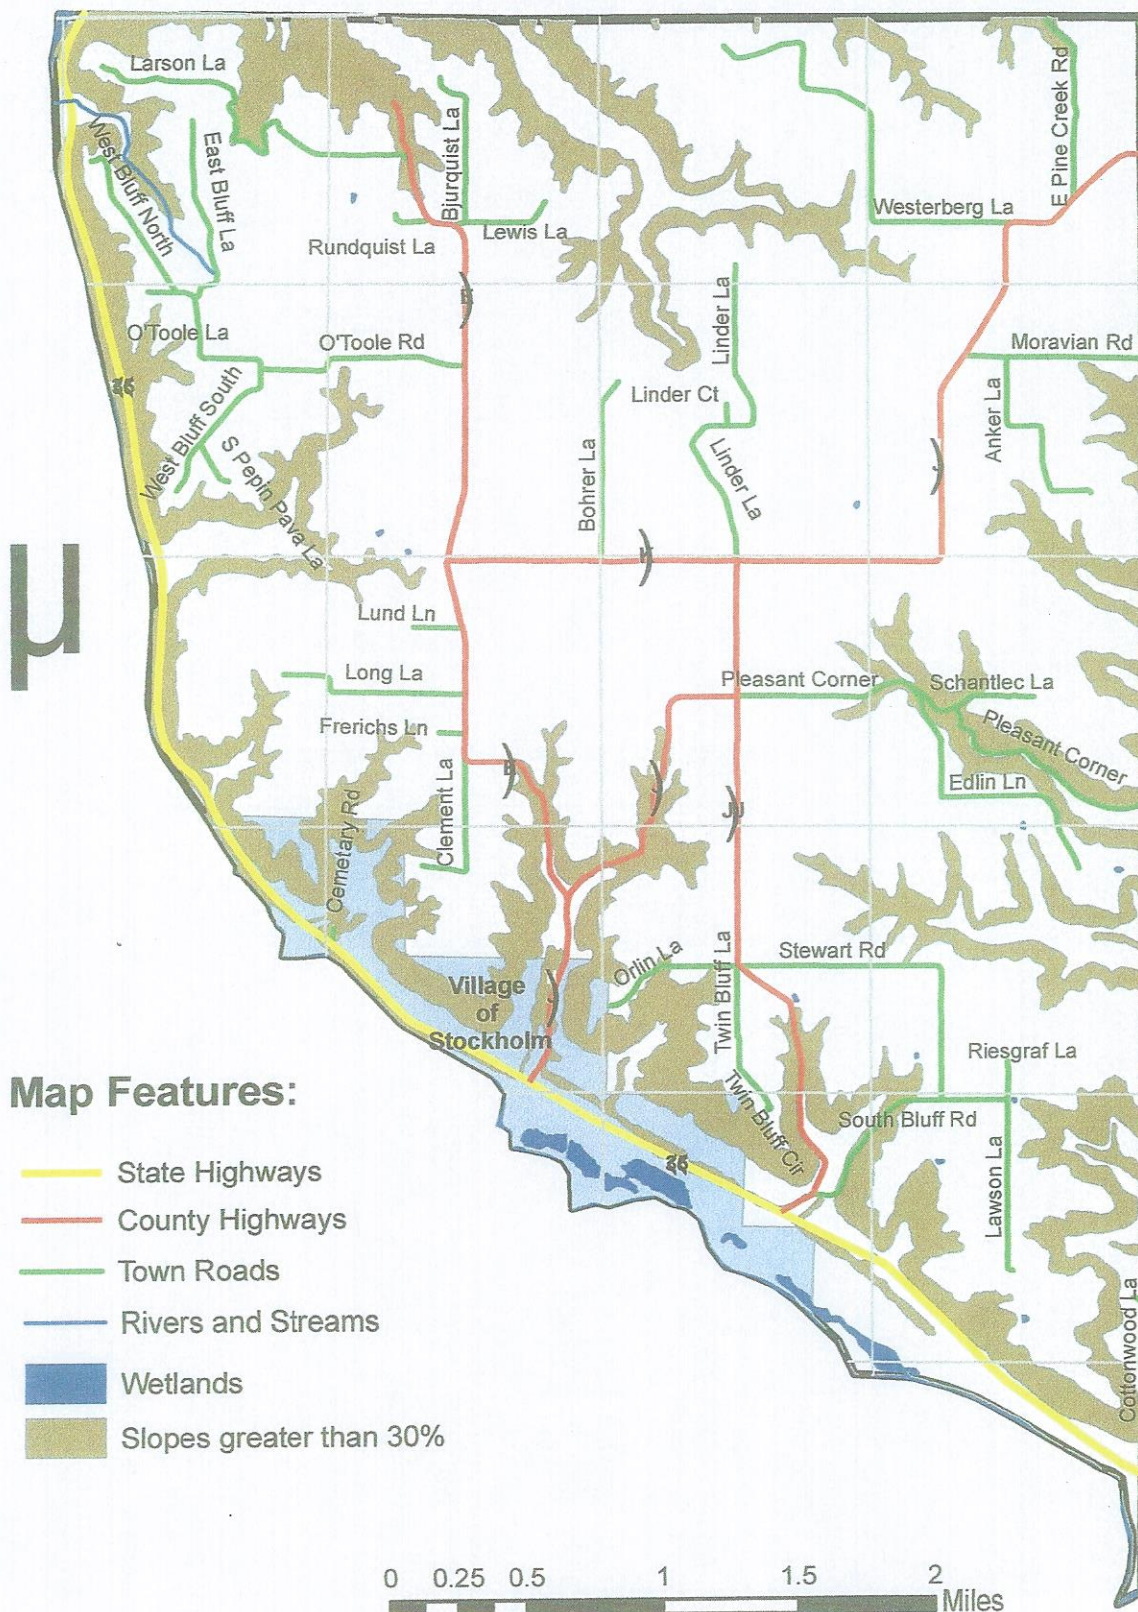 Larson La
Bjurquist La
E Pine Creek Rd
West Bluff North
East Bluff La
Westerberg La
Rundquist La
Lewis La
Linder La
O'Toole La
O'Toole Rd
Moravian Rd
35
Linder Ct
Anker La
West Bluff South
S Pepin Pava La
Bohrer La
Linder La
J
µ
Lund Ln
Long La
Pleasant Corner
Schantlec La
Frerichs Ln
Pleasant Corner
Edlin Ln
Clement La
E
J
JU
Cemetary Rd
Orlin La
Stewart Rd
Twin Bluff La
Village
of
Stockholm
J
Riesgraf La
Twin Bluff Cir
South Bluff Rd
35
Lawson La
Cottonwood La
Map Features:
State Highways
County Highways
Town Roads
Rivers and Streams
Wetlands
Slopes greater than 30%
0 0.25 0.5 1 1.5 2
Miles